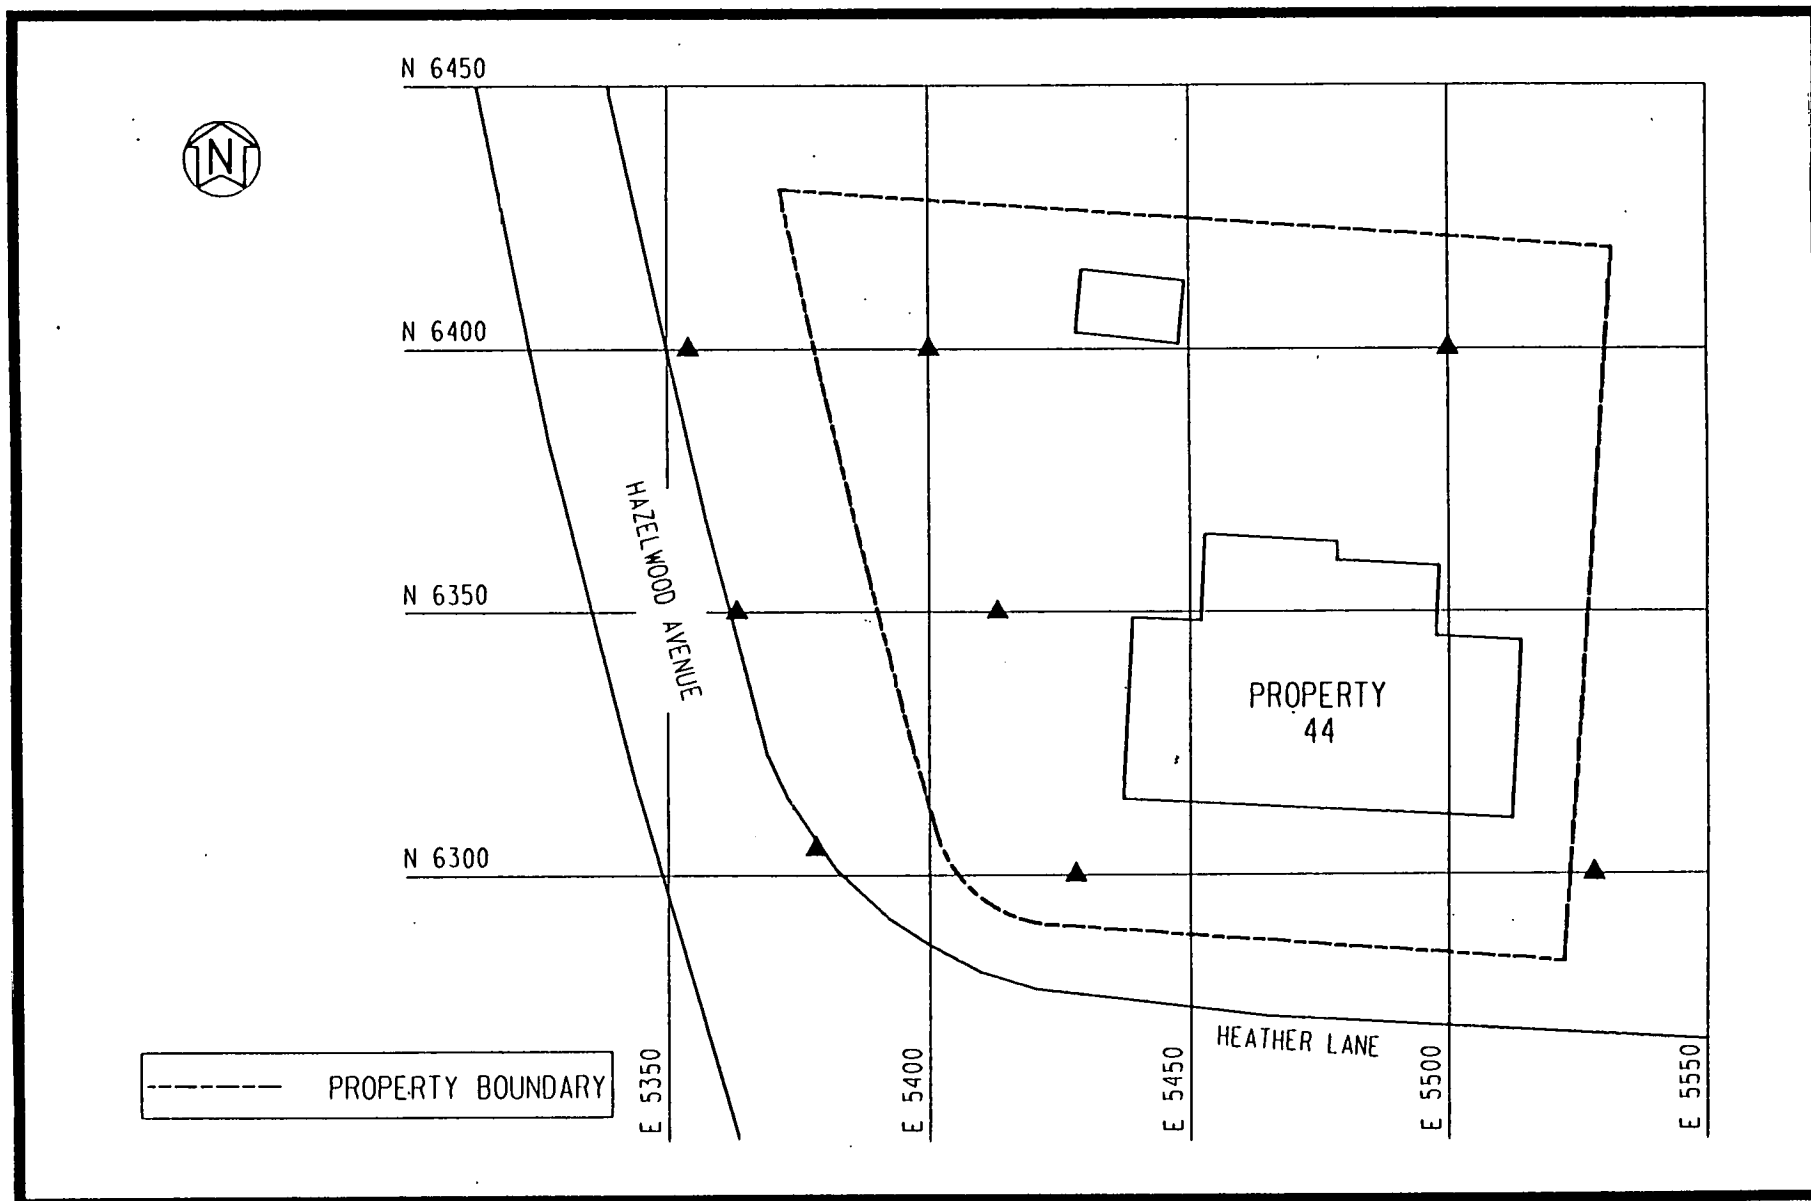 N 6450
N
N 6400
HAZELWOOD AVENUE
N 6350
PROPERTY
44
N 6300
HEATHER LANE
PROPERTY BOUNDARY
E 5350
E 5400
E 5450
E 5500
E 5550